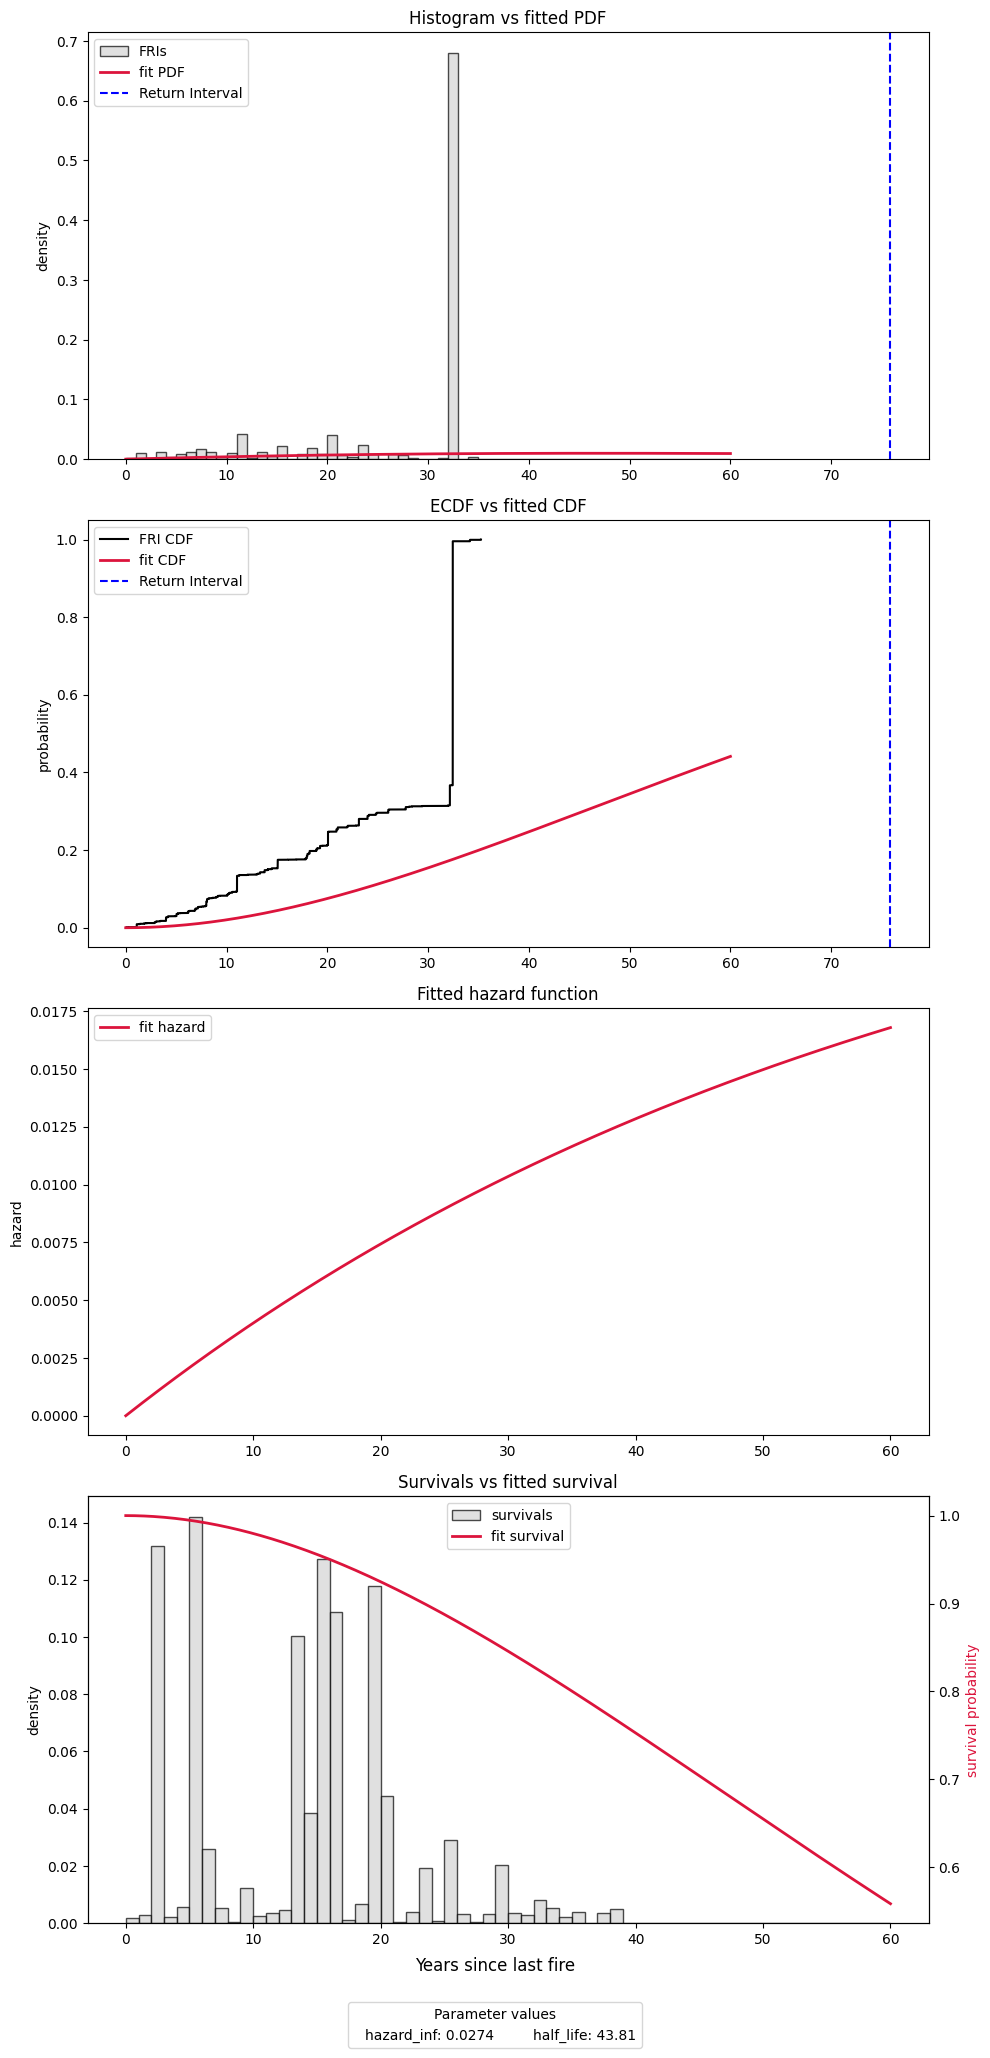 Histogram vs fitted PDF
FRIs
fit PDF
Return Interval
density
0.7
0.6
0.5
0.4
0.3
0.2
0.1
0.0
0 10 20 30 40 50 60 70
ECDF vs fitted CDF
FRI CDF
fit CDF
Return Interval
probability
1.0
0.8
0.6
0.4
0.2
0.0
0 10 20 30 40 50 60 70
Fitted hazard function
fit hazard
hazard
0.0175
0.0150
0.0125
0.0100
0.0075
0.0050
0.0025
0.0000
0 10 20 30 40 50 60
Survivals vs fitted survival
survivals
fit survival
density
0.14
0.12
0.10
0.08
0.06
0.04
0.02
0.00
1.0
0.9
0.8
0.7
0.6
survival probability
0 10 20 30 40 50 60
Years since last fire
Parameter values
hazard_inf: 0.0274 half_life: 43.81